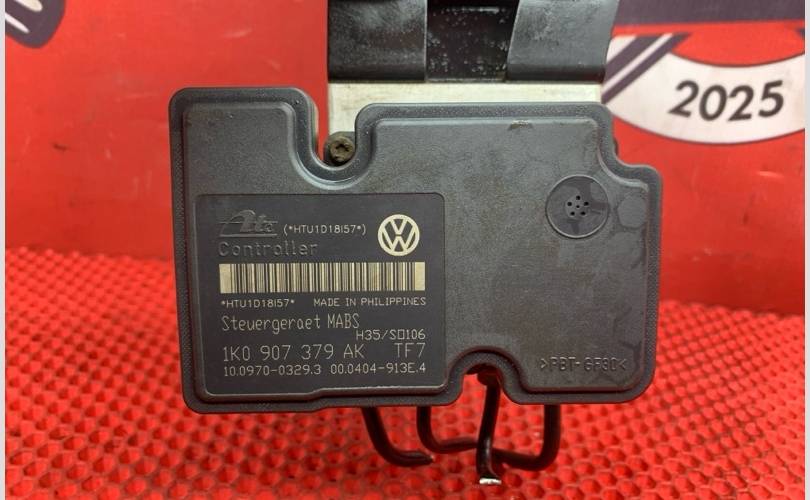 2025
Ate (*HTU1D18I57*)
Controller
*HTU1D18I57* MADE IN PHILIPPINES
Steuergeraet MABS
H35/S0106
1K0 907 379 AK TF7
10.0970-0329.3 00.0404-913E.4
>PBT-GF30<